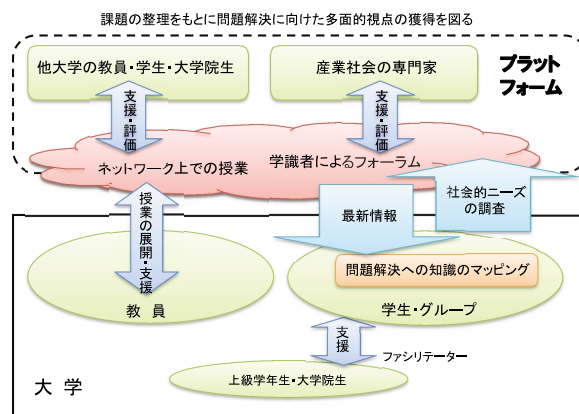 課題の整理をもとに問題解決に向けた多面的視点の獲得を図る
他大学の教員・学生・大学院生
産業社会の専門家
プラット
フォーム
支援・評価
支援・評価
ネットワーク上での授業
学識者によるフォーラム
授業の展開・支援
最新情報
社会的ニーズ
の調査
問題解決への知識のマッピング
教 員
学生・グループ
支援
ファシリテーター
上級学年生・大学院生
大 学